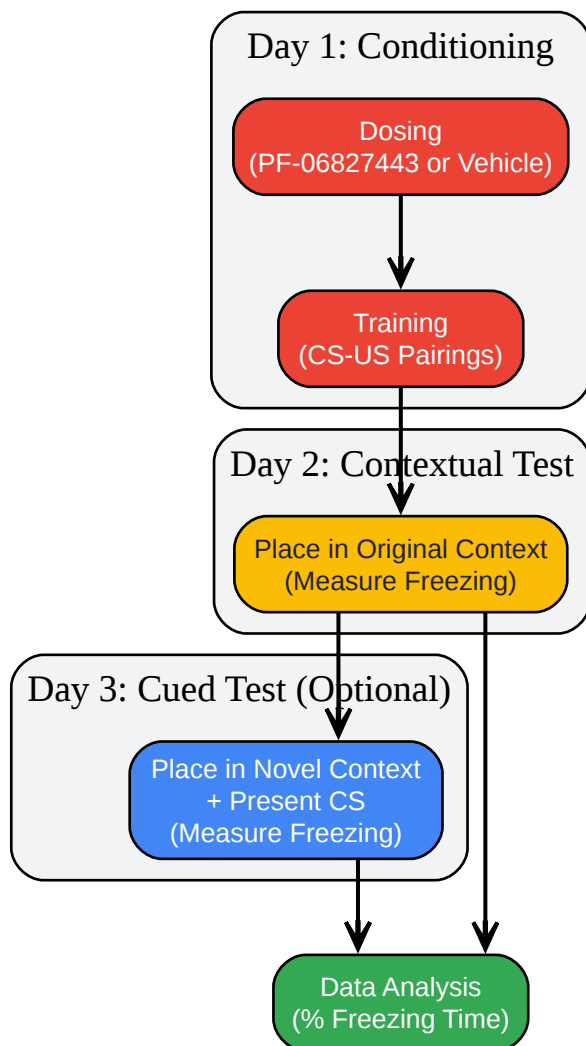 Day 1: Conditioning
Dosing
(PF-06827443 or Vehicle)
Training
(CS-US Pairings)
Day 2: Contextual Test
Place in Original Context
(Measure Freezing)
Day 3: Cued Test (Optional)
Place in Novel Context
+ Present CS
(Measure Freezing)
Data Analysis
(% Freezing Time)